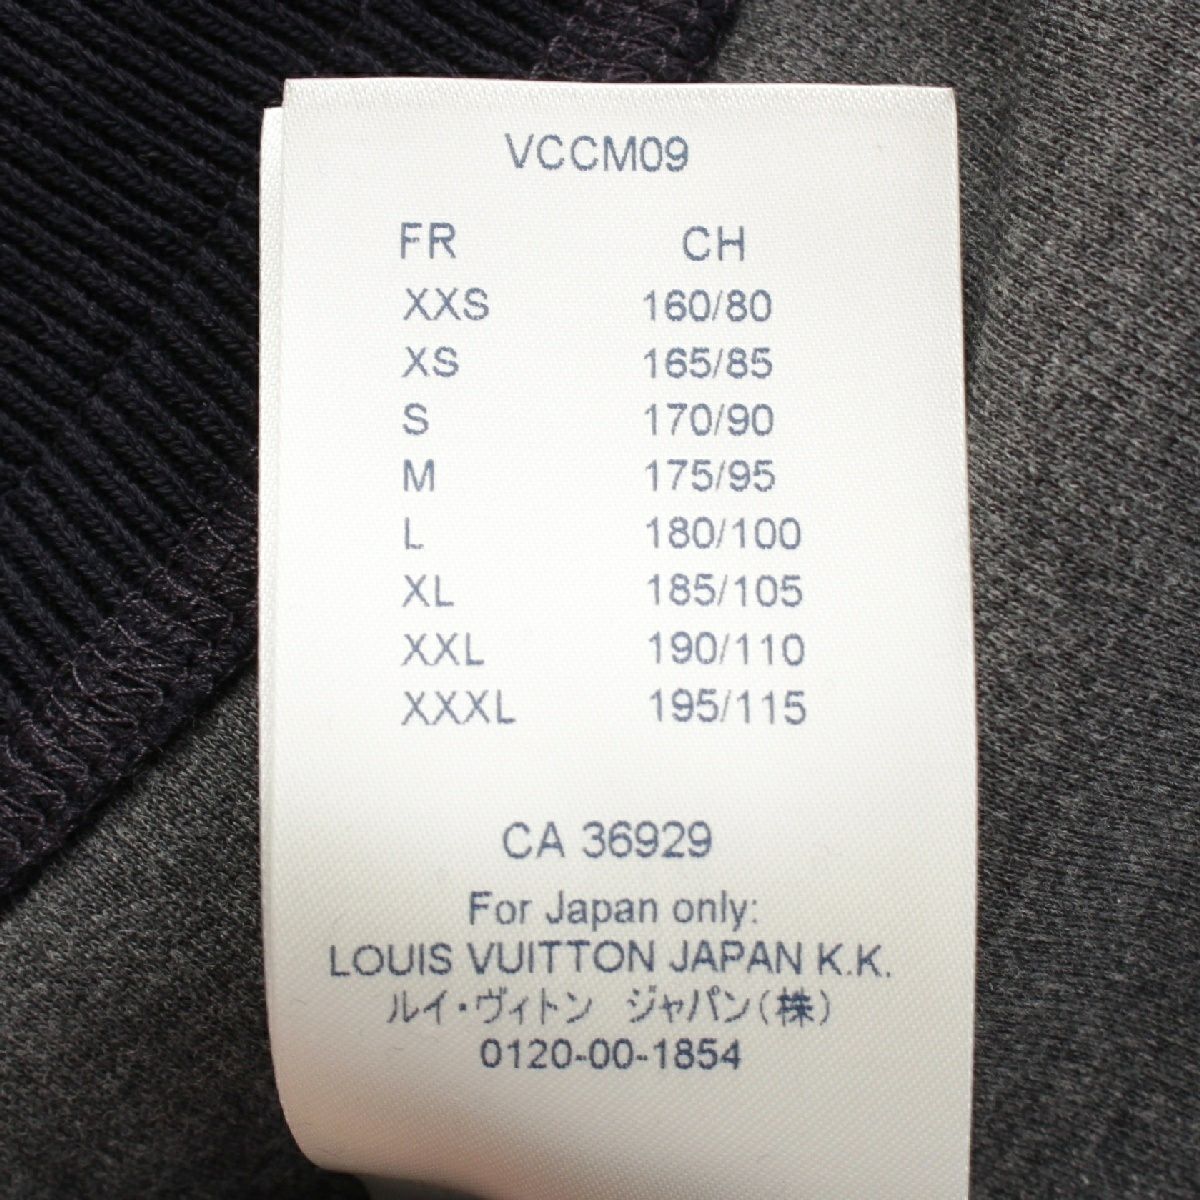 VCCM09
FR CH
XXS 160/80
XS 165/85
S 170/90
M 175/95
L 180/100
XL 185/105
XXL 190/110
XXXL 195/115
CA 36929
For Japan only:
LOUIS VUITTON JAPAN K.K.
ルイ・ヴィトン ジャパン(株)
0120-00-1854